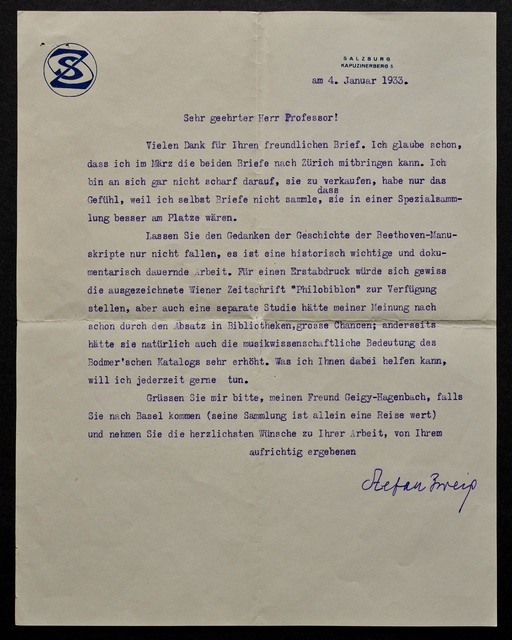 SZ
SALZBURG
KAPUZINERBERG 5
am 4. Januar 1933.
Sehr geehrter Herr Professor!
Vielen Dank für Ihren freundlichen Brief. Ich glaube schon,
dass ich im März die beiden Briefe nach Zürich mitbringen kann. Ich
bin an sich gar nicht scharf darauf, sie zu verkaufen, habe nur das
dass
Gefühl, weil ich selbst Briefe nicht sammle, sie in einer Spezialsamm-
lung besser am Platze wären.
Lassen Sie den Gedanken der Geschichte der Beethoven-Manu-
skripte nur nicht fallen, es ist eine historisch wichtige und doku-
mentarisch dauernde Arbeit. Für einen Erstabdruck würde sich gewiss
die ausgezeichnete Wiener Zeitschrift "Philobiblon" zur Verfügung
stellen, aber auch eine separate Studie hätte meiner Meinung nach
schon durch den Absatz in Bibliotheken,grosse Chancen; anderseits
hätte sie natürlich auch die musikwissenschaftliche Bedeutung des
Bodmer'schen Katalogs sehr erhöht. Was ich Ihnen dabei helfen kann,
will ich jederzeit gerne tun.
Grüssen Sie mir bitte, meinen Freund Geigy-Hagenbach, falls
Sie nach Basel kommen (seine Sammlung ist allein eine Reise wert)
und nehmen Sie die herzlichsten Wünsche zu Ihrer Arbeit, von Ihrem
aufrichtig ergebenen
Stefan Zweig